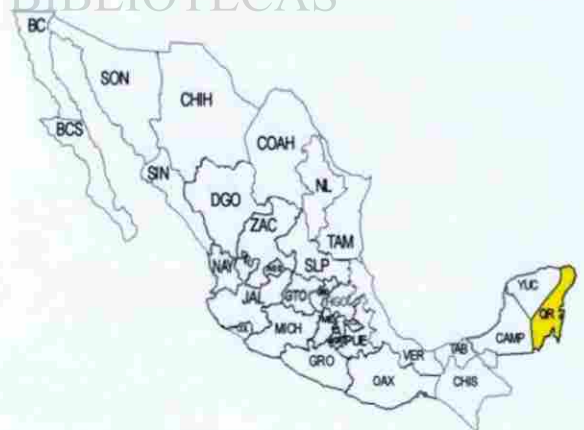 BIBLIOTECAS
BC
SON
CHIH
BCS
COAH
SIN
NL
DGO
ZAC
TAM
NAY
SLP
YUC
JAL
GTO
HGO
QR
MICH
PUE
VER
TAB
CAMP
GRO
OAX
CHIS